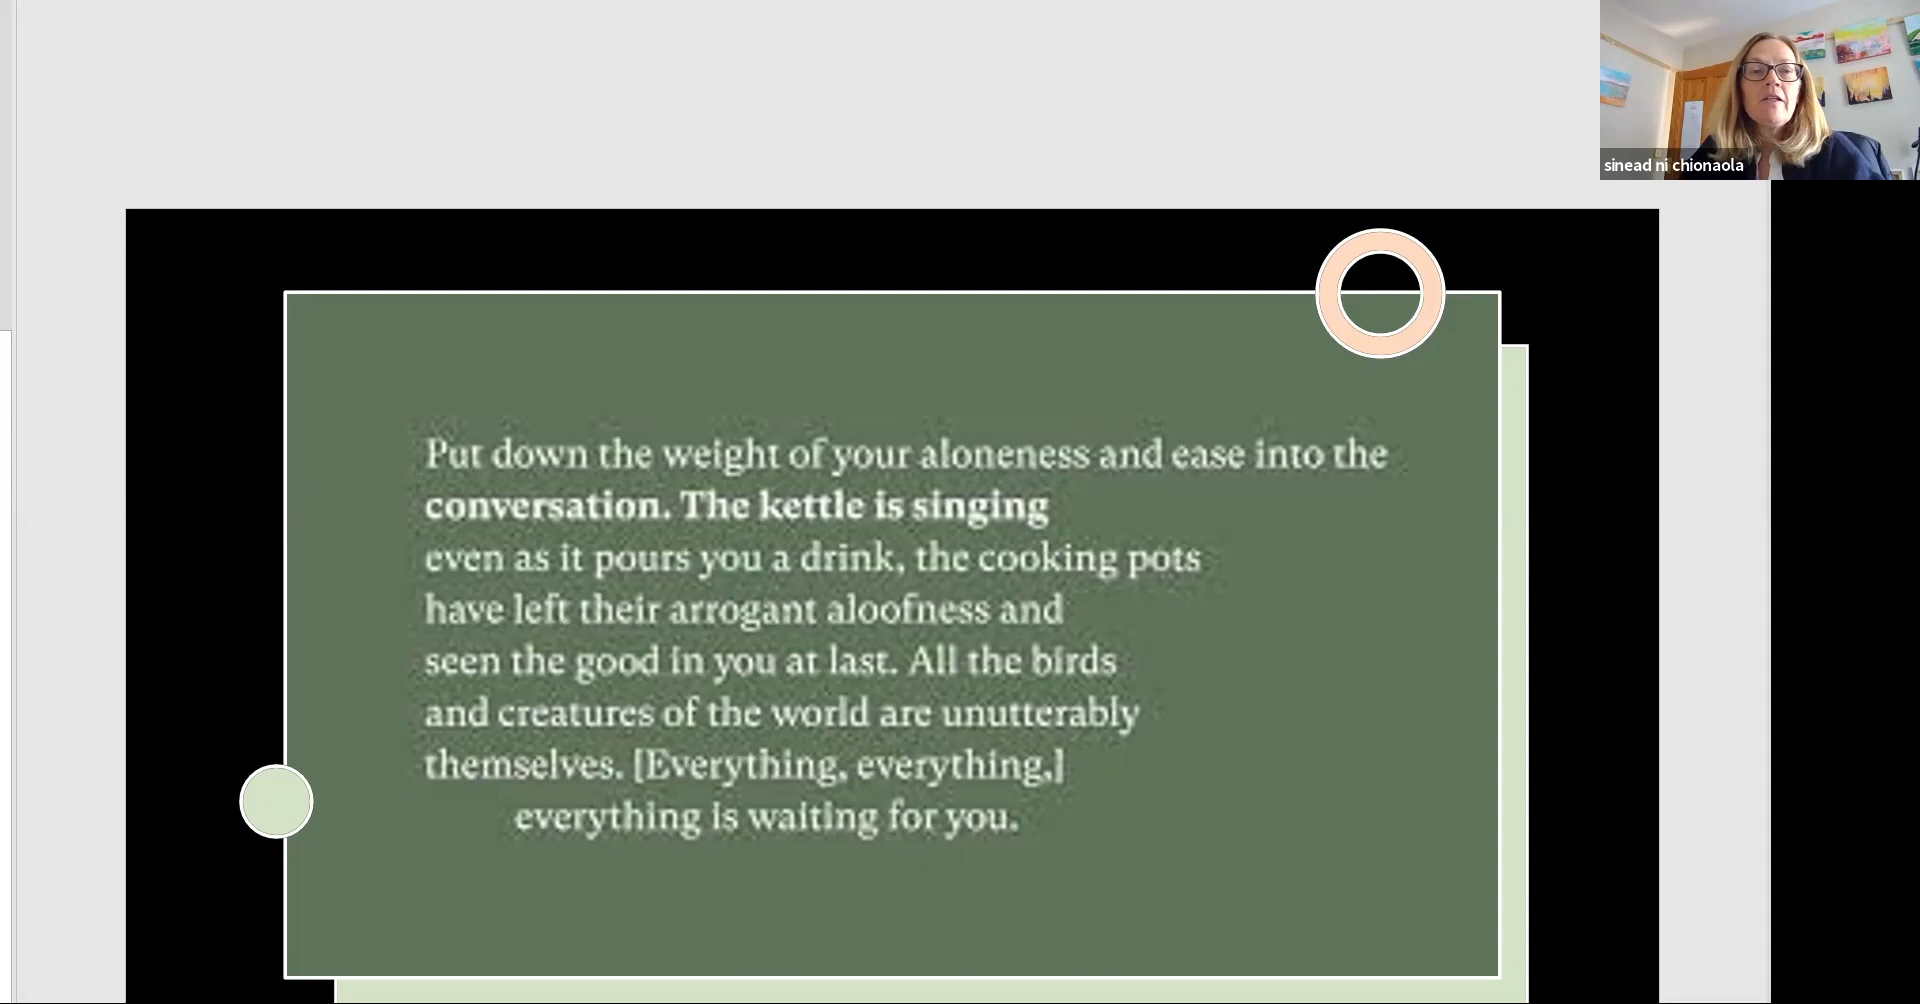 sinead ni chionaola
Put down the weight of your aloneness and ease into the
conversation. The kettle is singing
even as it pours you a drink, the cooking pots
have left their arrogant aloofness and
seen the good in you at last. All the birds
and creatures of the world are unutterably
themselves. [Everything, everything,]
everything is waiting for you.